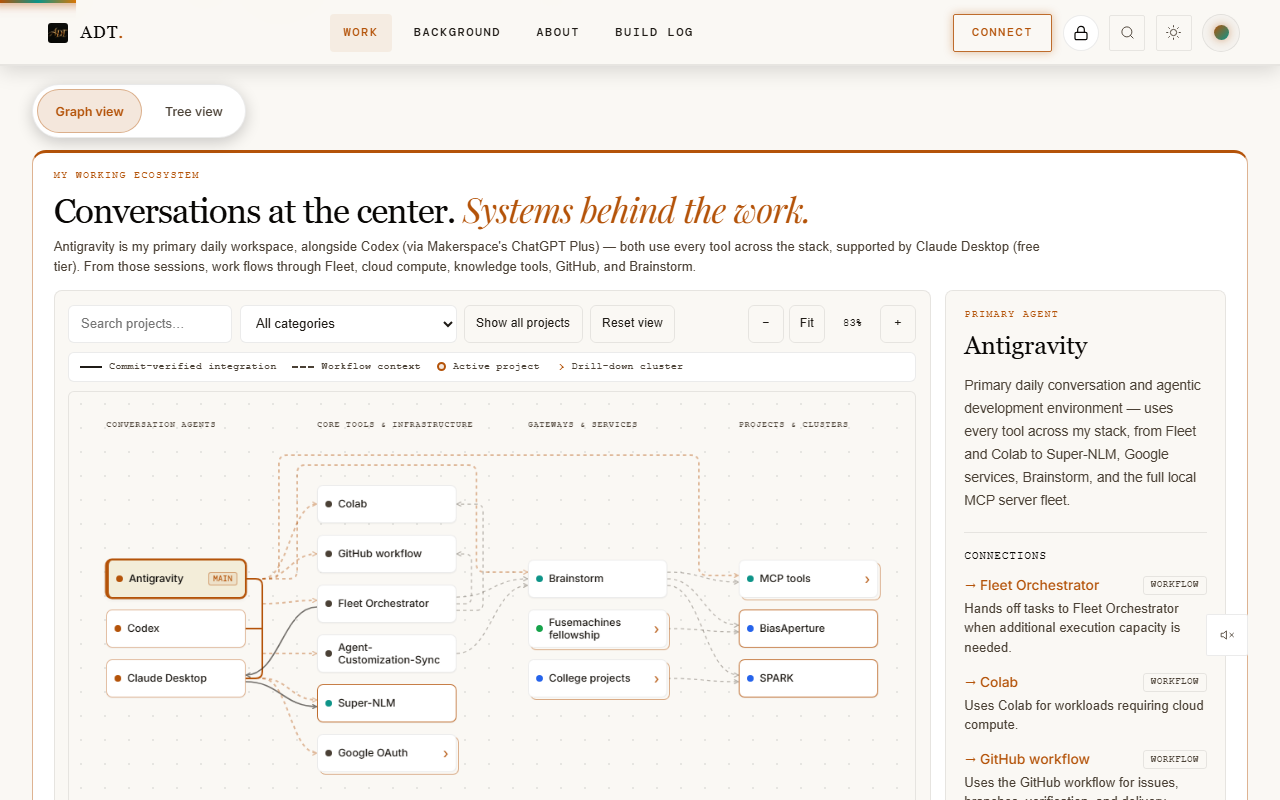 ADT.
WORK
BACKGROUND
ABOUT
BUILD LOG
CONNECT
Graph view
Tree view
MY WORKING ECOSYSTEM
Conversations at the center. Systems behind the work.
Antigravity is my primary daily workspace, alongside Codex (via Makerspace's ChatGPT Plus) — both use every tool across the stack, supported by Claude Desktop (free
tier). From those sessions, work flows through Fleet, cloud compute, knowledge tools, GitHub, and Brainstorm.
Search projects...
All categories
Show all projects
Reset view
−
Fit
83%
+
Commit-verified integration
Workflow context
Active project
Drill-down cluster
CONVERSATION AGENTS
CORE TOOLS & INFRASTRUCTURE
GATEWAYS & SERVICES
PROJECTS & CLUSTERS
Antigravity
MAIN
Codex
Claude Desktop
Colab
GitHub workflow
Fleet Orchestrator
Agent-
Customization-Sync
Super-NLM
Google OAuth
Brainstorm
Fusemachines
fellowship
College projects
MCP tools
BiasAperture
SPARK
PRIMARY AGENT
Antigravity
Primary daily conversation and agentic
development environment — uses
every tool across my stack, from Fleet
and Colab to Super-NLM, Google
services, Brainstorm, and the full local
MCP server fleet.
CONNECTIONS
→ Fleet Orchestrator
WORKFLOW
Hands off tasks to Fleet Orchestrator
when additional execution capacity is
needed.
→ Colab
WORKFLOW
Uses Colab for workloads requiring cloud
compute.
→ GitHub workflow
WORKFLOW
Uses the GitHub workflow for issues,
branches, verification, and delivery.